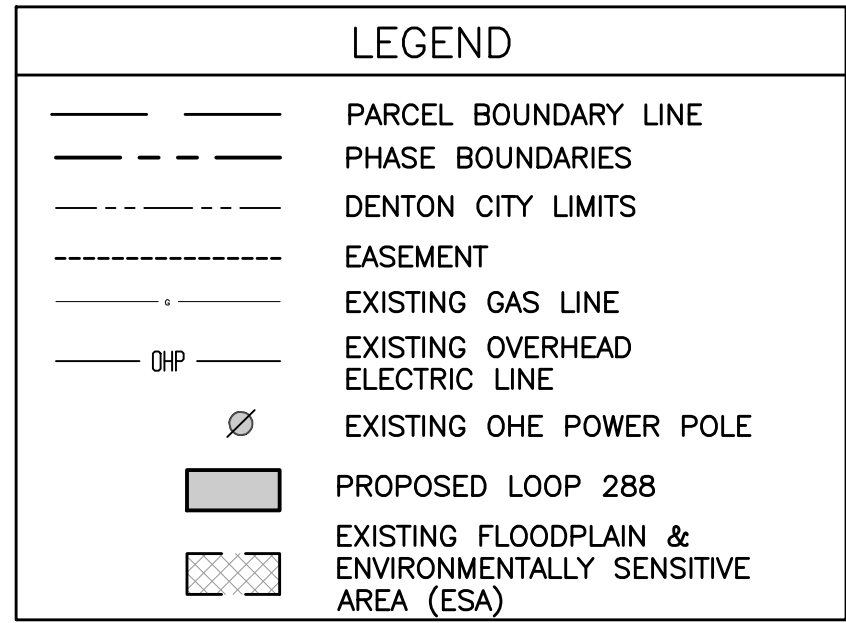 LEGEND
PARCEL BOUNDARY LINE
PHASE BOUNDARIES
DENTON CITY LIMITS
EASEMENT
G EXISTING GAS LINE
OHP EXISTING OVERHEAD
ELECTRIC LINE
EXISTING OHE POWER POLE
PROPOSED LOOP 288
EXISTING FLOODPLAIN &
ENVIRONMENTALLY SENSITIVE
AREA (ESA)